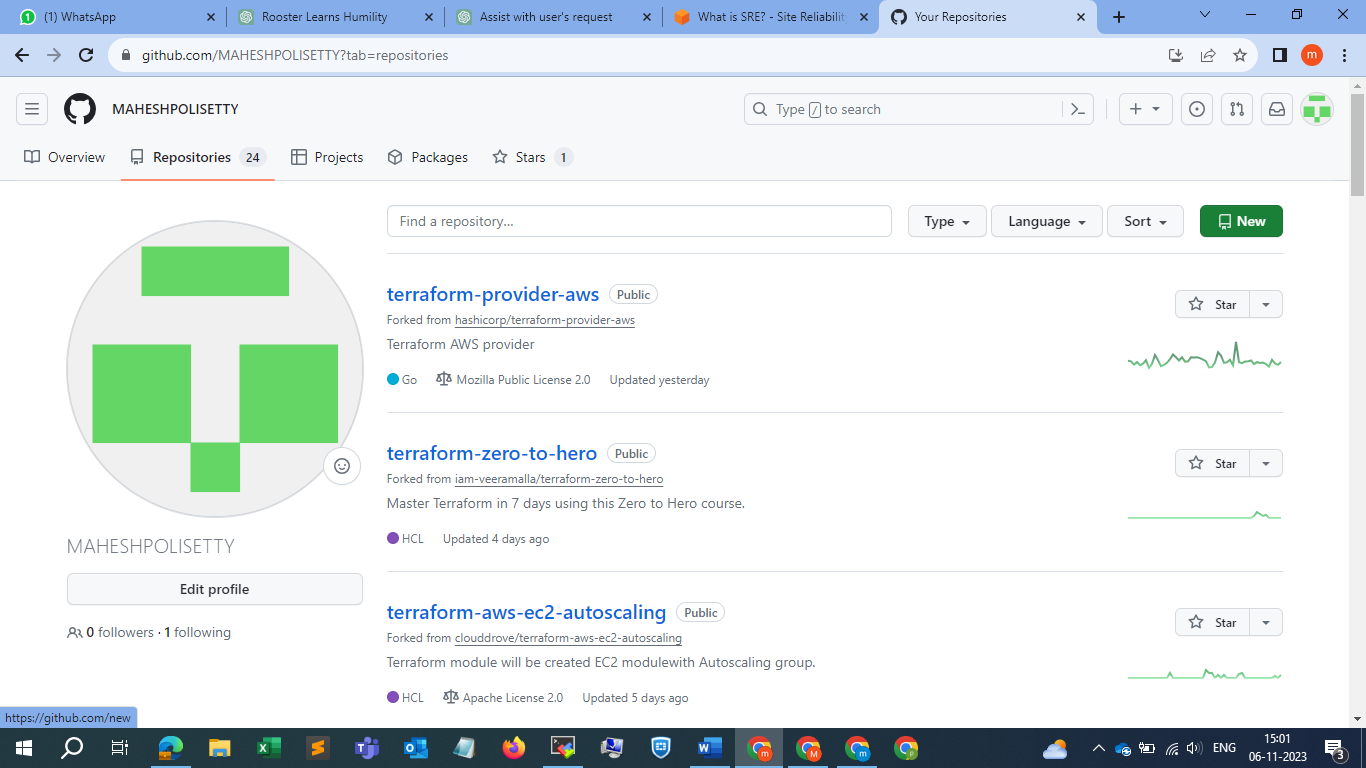 (1) WhatsApp
Rooster Learns Humility
Assist with user's request
What is SRE? - Site Reliability
Your Repositories
github.com/MAHESHPOLISETTY?tab=repositories
m
MAHESHPOLISETTY
Type / to search
Overview
Repositories 24
Projects
Packages
Stars 1
Find a repository...
Type
Language
Sort
New
terraform-provider-aws Public
Star
Forked from hashicorp/terraform-provider-aws
Terraform AWS provider
Go Mozilla Public License 2.0 Updated yesterday
terraform-zero-to-hero Public
Star
Forked from iam-veeramalla/terraform-zero-to-hero
Master Terraform in 7 days using this Zero to Hero course.
HCL Updated 4 days ago
MAHESHPOLISETTY
Edit profile
0 followers · 1 following
terraform-aws-ec2-autoscaling Public
Star
Forked from clouddrove/terraform-aws-ec2-autoscaling
Terraform module will be created EC2 modulewith Autoscaling group.
HCL Apache License 2.0 Updated 5 days ago
https://github.com/new
ENG
15:01
06-11-2023
3